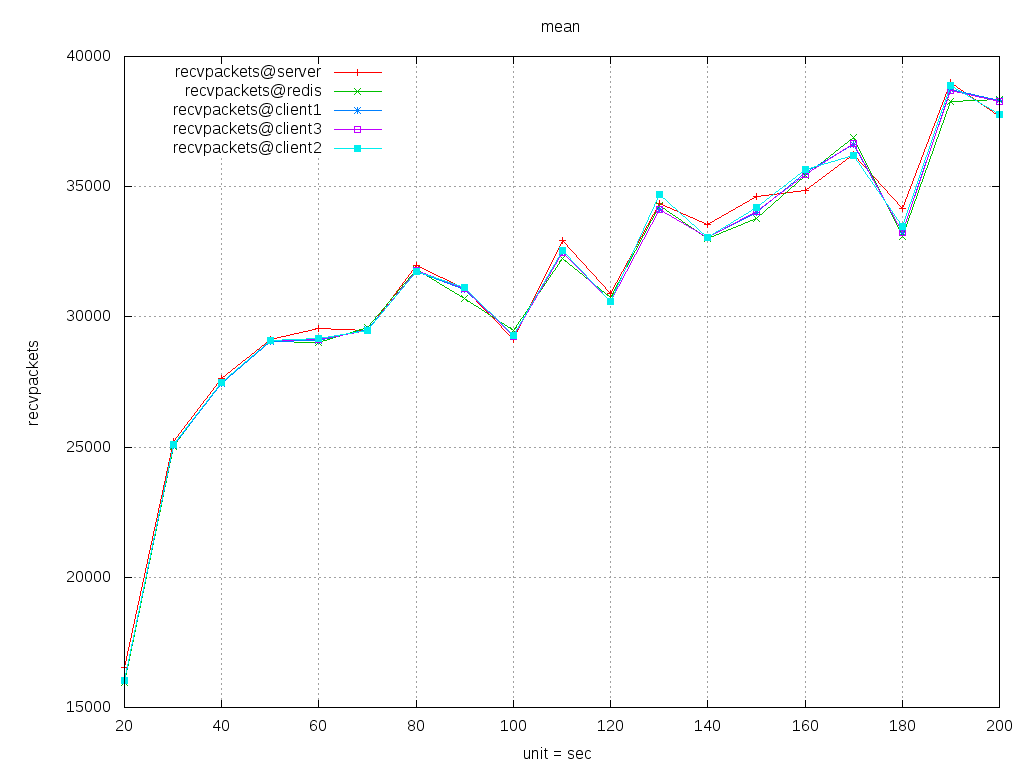 mean
40000
35000
30000
25000
20000
15000
recvpackets@server
recvpackets@redis
recvpackets@client1
recvpackets@client3
recvpackets@client2
recvpackets
20 40 60 80 100 120 140 160 180 200
unit = sec